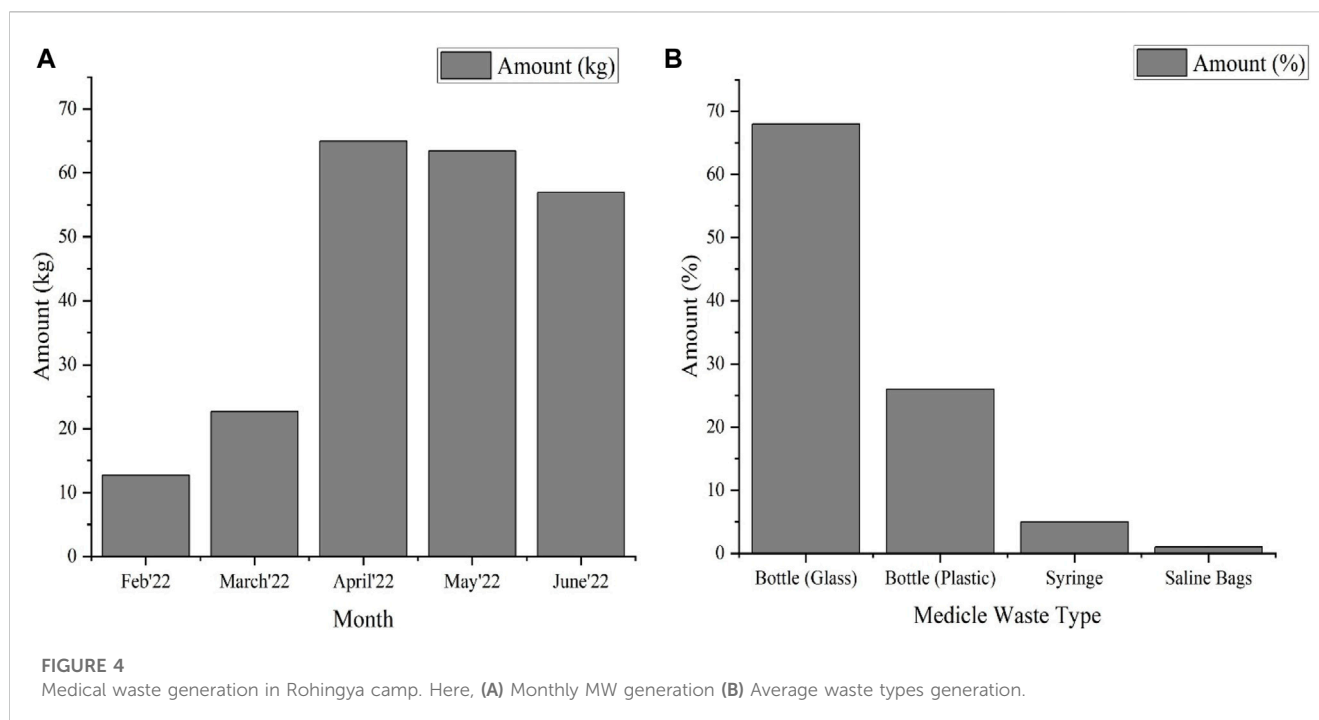 A
Amount (kg)
70
60
50
40
30
20
10
0
Amount (kg)
Feb'22 March'22 April'22 May'22 June'22
Month
B
Amount (%)
70
60
50
40
30
20
10
0
Amount (%)
Bottle (Glass) Bottle (Plastic) Syringe Saline Bags
Medicle Waste Type
FIGURE 4
Medical waste generation in Rohingya camp. Here, (A) Monthly MW generation (B) Average waste types generation.